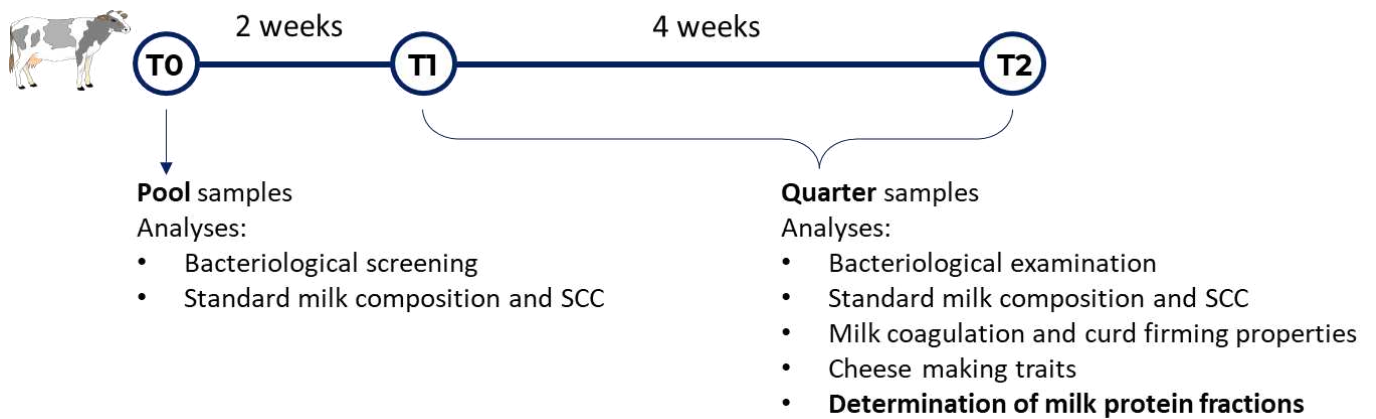 2 weeks
4 weeks
T0
T1
T2
Pool samples
Analyses:
• Bacteriological screening
• Standard milk composition and SCC
Quarter samples
Analyses:
• Bacteriological examination
• Standard milk composition and SCC
• Milk coagulation and curd firming properties
• Cheese making traits
• Determination of milk protein fractions